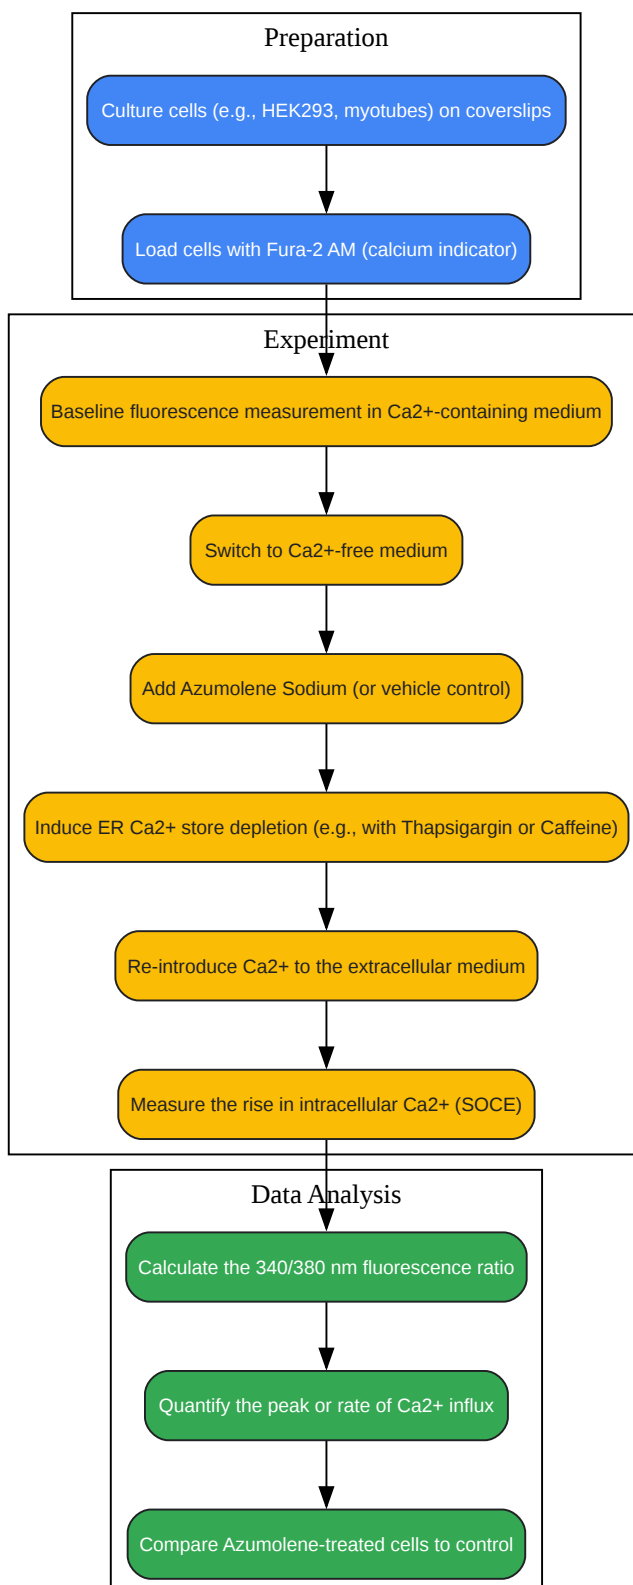 Preparation
Culture cells (e.g., HEK293, myotubes) on coverslips
Load cells with Fura-2 AM (calcium indicator)
Experiment
Baseline fluorescence measurement in Ca2+-containing medium
Switch to Ca2+-free medium
Add Azumolene Sodium (or vehicle control)
Induce ER Ca2+ store depletion (e.g., with Thapsigargin or Caffeine)
Re-introduce Ca2+ to the extracellular medium
Measure the rise in intracellular Ca2+ (SOCE)
Data Analysis
Calculate the 340/380 nm fluorescence ratio
Quantify the peak or rate of Ca2+ influx
Compare Azumolene-treated cells to control